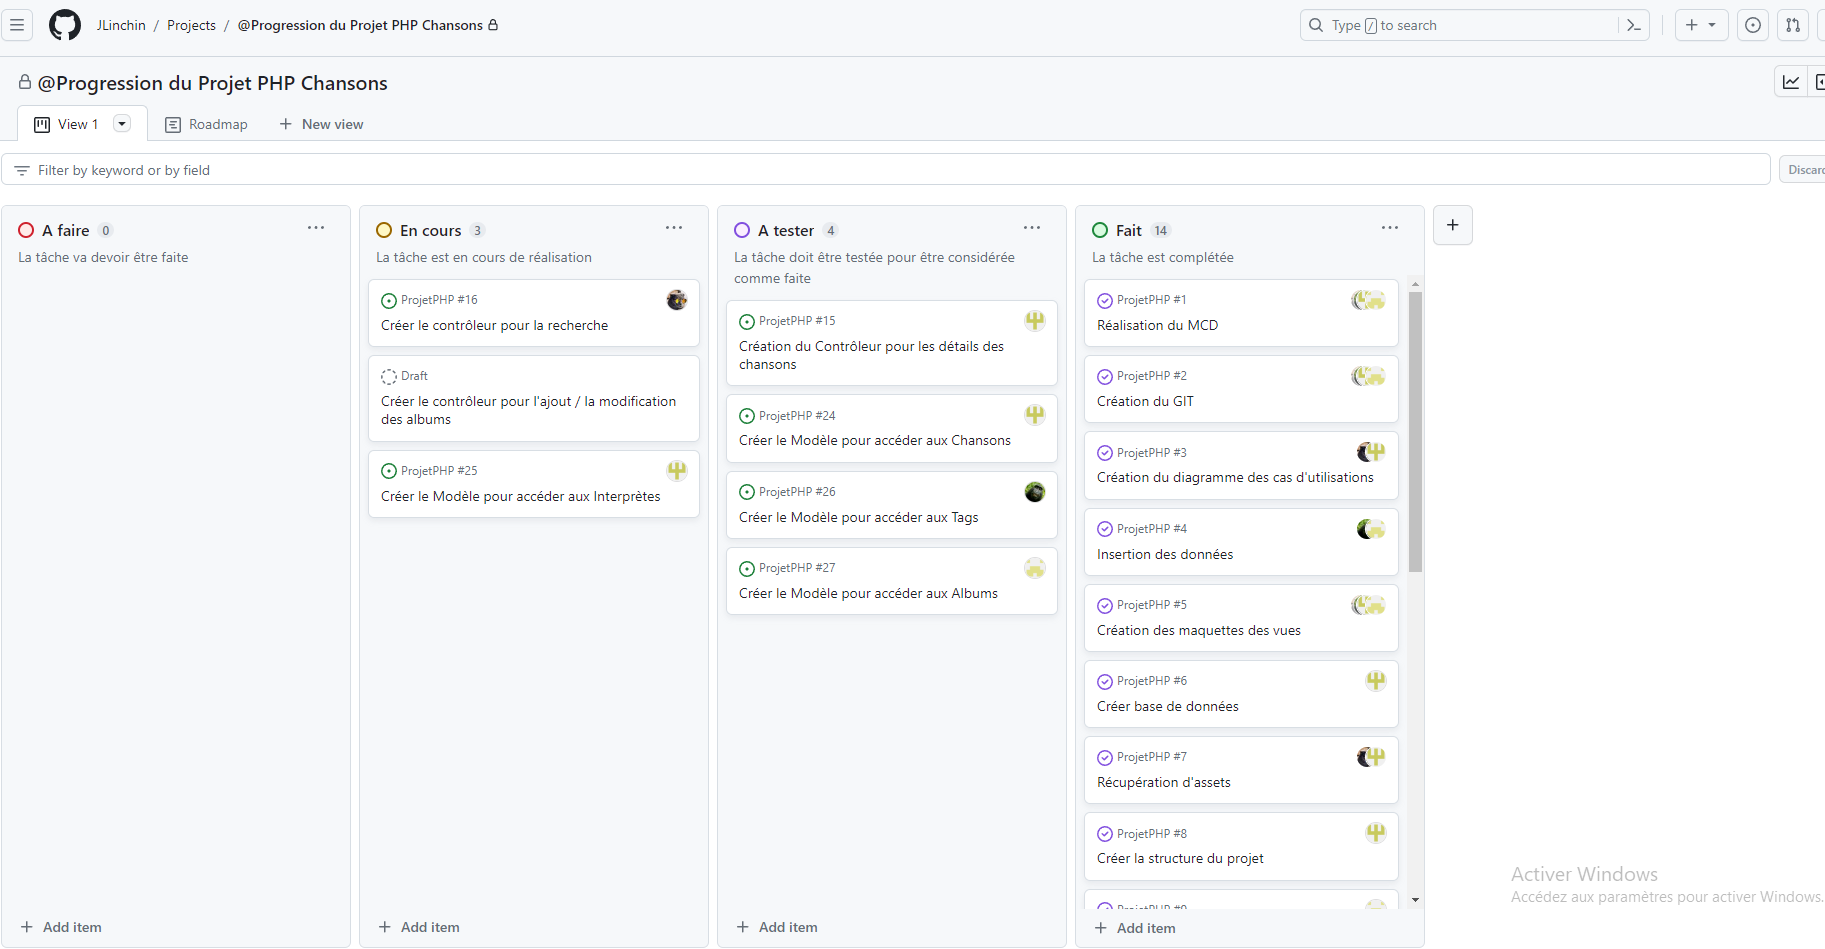 JLinchin / Projects / @Progression du Projet PHP Chansons
Type / to search
@Progression du Projet PHP Chansons
View 1
Roadmap
New view
Filter by keyword or by field
Discard
A faire 0
La tâche va devoir être faite
Add item
En cours 3
La tâche est en cours de réalisation
ProjetPHP #16
Créer le contrôleur pour la recherche
Draft
Créer le contrôleur pour l'ajout / la modification
des albums
ProjetPHP #25
Créer le Modèle pour accéder aux Interprètes
Add item
A tester 4
La tâche doit être testée pour être considérée
comme faite
ProjetPHP #15
Création du Contrôleur pour les détails des
chansons
ProjetPHP #24
Créer le Modèle pour accéder aux Chansons
ProjetPHP #26
Créer le Modèle pour accéder aux Tags
ProjetPHP #27
Créer le Modèle pour accéder aux Albums
Add item
Fait 14
La tâche est complétée
ProjetPHP #1
Réalisation du MCD
ProjetPHP #2
Création du GIT
ProjetPHP #3
Création du diagramme des cas d'utilisations
ProjetPHP #4
Insertion des données
ProjetPHP #5
Création des maquettes des vues
ProjetPHP #6
Créer base de données
ProjetPHP #7
Récupération d'assets
ProjetPHP #8
Créer la structure du projet
ProjetPHP #9
Add item
Activer Windows
Accédez aux paramètres pour activer Windows.